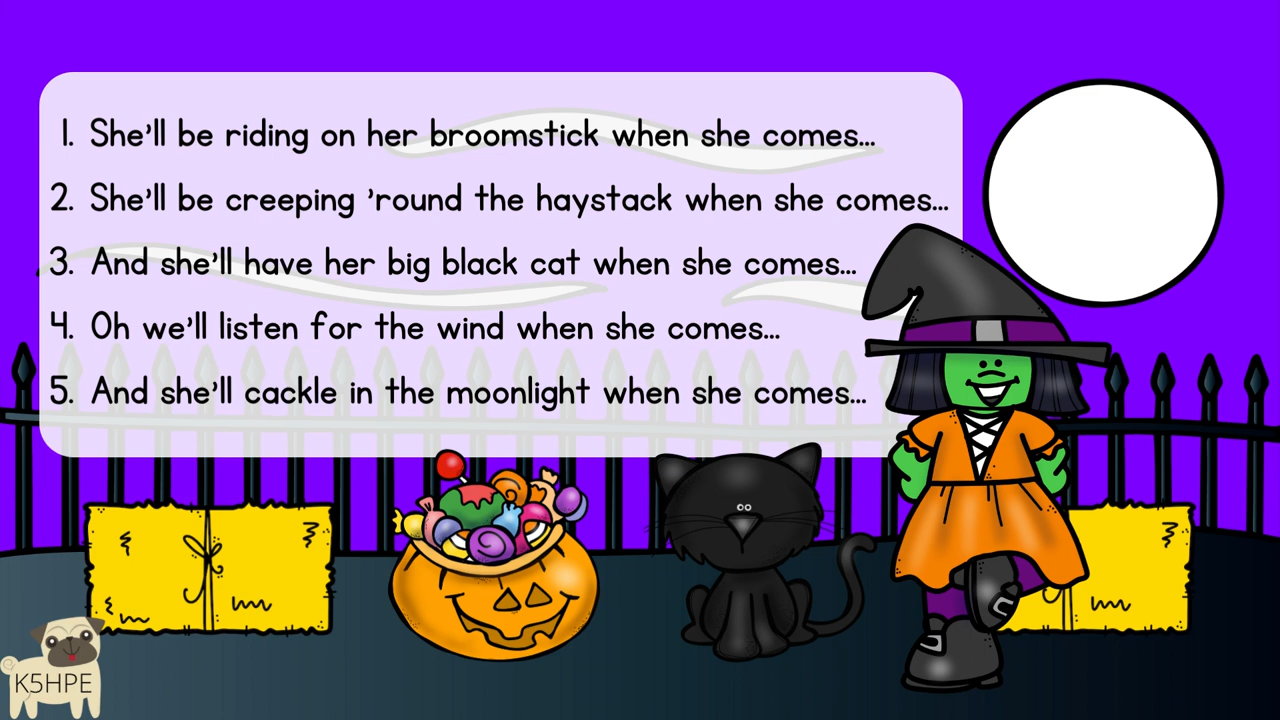 1. She'll be riding on her broomstick when she comes...
2. She'll be creeping 'round the haystack when she comes...
3. And she'll have her big black cat when she comes...
4. Oh we'll listen for the wind when she comes...
5. And she'll cackle in the moonlight when she comes...
K5HPE